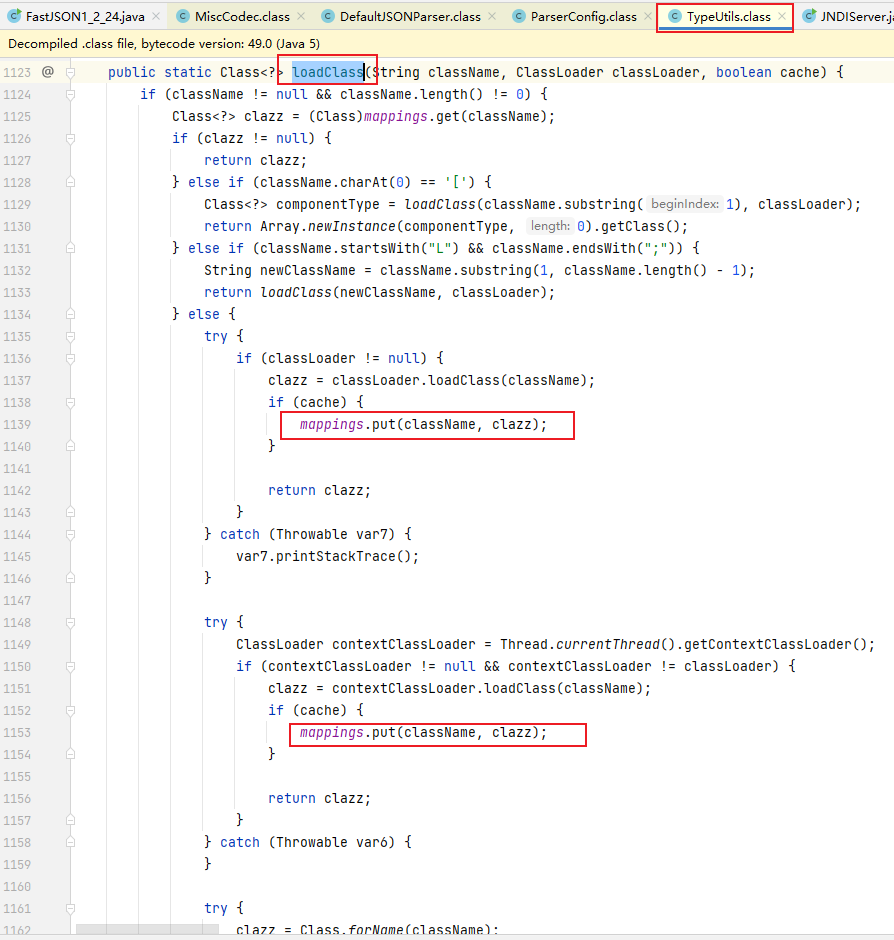 FastJSON1_2_24.java MiscCodec.class DefaultJSONParser.class ParserConfig.class TypeUtils.class JNDIServer.ja
Decompiled .class file, bytecode version: 49.0 (Java 5)
1123 @ public static Class<?> loadClass(String className, ClassLoader classLoader, boolean cache) {
1124 if (className != null && className.length() != 0) {
1125 Class<?> clazz = (Class)mappings.get(className);
1126 if (clazz != null) {
1127 return clazz;
1128 } else if (className.charAt(0) == '[') {
1129 Class<?> componentType = loadClass(className.substring( beginIndex: 1), classLoader);
1130 return Array.newInstance(componentType, length: 0).getClass();
1131 } else if (className.startsWith("L") && className.endsWith(";")) {
1132 String newClassName = className.substring(1, className.length() - 1);
1133 return loadClass(newClassName, classLoader);
1134 } else {
1135 try {
1136 if (classLoader != null) {
1137 clazz = classLoader.loadClass(className);
1138 if (cache) {
1139 mappings.put(className, clazz);
1140 }
1141
1142 return clazz;
1143 }
1144 } catch (Throwable var7) {
1145 var7.printStackTrace();
1146 }
1147
1148 try {
1149 ClassLoader contextClassLoader = Thread.currentThread().getContextClassLoader();
1150 if (contextClassLoader != null && contextClassLoader != classLoader) {
1151 clazz = contextClassLoader.loadClass(className);
1152 if (cache) {
1153 mappings.put(className, clazz);
1154 }
1155
1156 return clazz;
1157 }
1158 } catch (Throwable var6) {
1159 }
1160
1161 try {
1162 clazz = Class.forName(className);